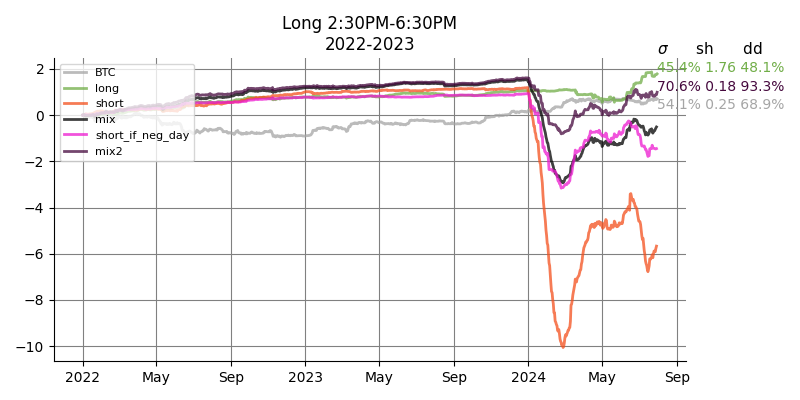 Long 2:30PM-6:30PM
2022-2023
σ sh dd
45.4% 1.76 48.1%
70.6% 0.18 93.3%
54.1% 0.25 68.9%
BTC
long
short
mix
short_if_neg_day
mix2
2
0
−2
−4
−6
−8
−10
2022 May Sep 2023 May Sep 2024 May Sep